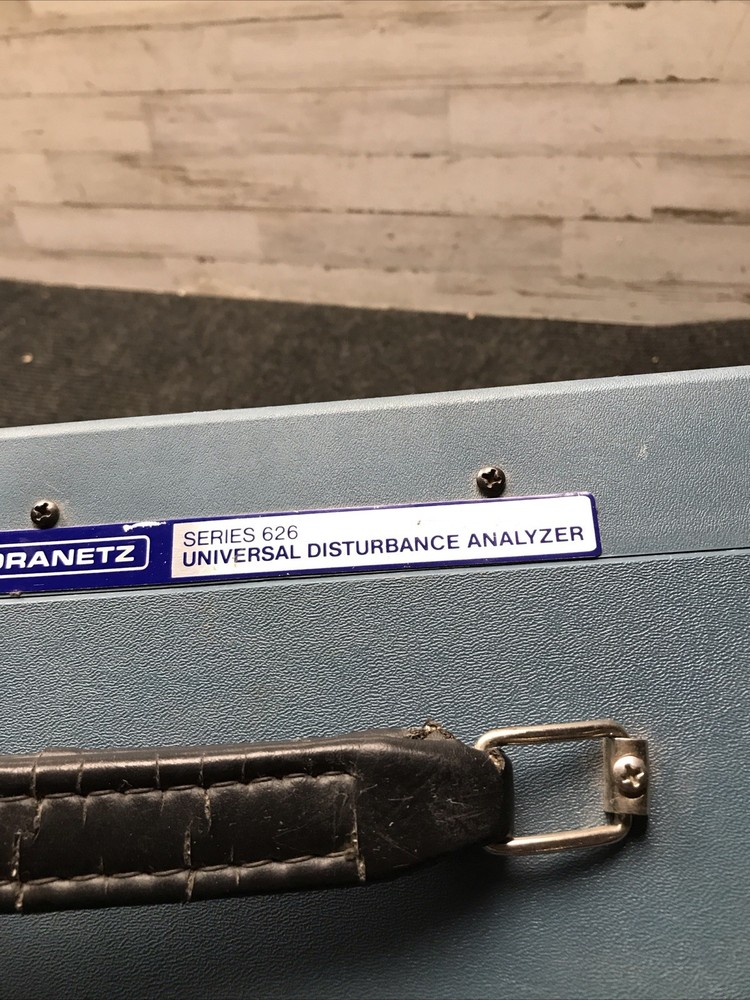 DRANETZ
SERIES 626
UNIVERSAL DISTURBANCE ANALYZER